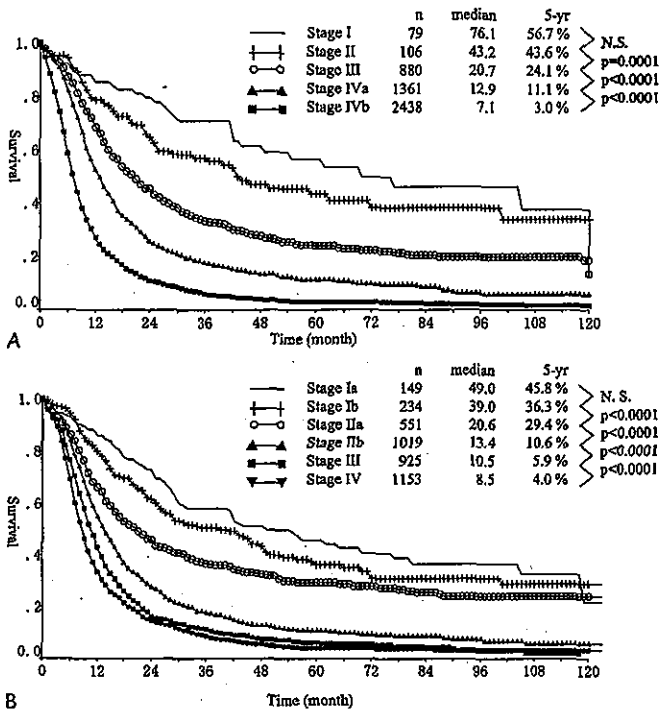 n median 5-yr
Stage I 79 76.1 56.7 %
Stage II 106 43.2 43.6 %
Stage III 880 20.7 24.1 %
Stage IVa 1361 12.9 11.1 %
Stage IVb 2438 7.1 3.0 %
N.S.
p=0.0001
p<0.0001
p<0.0001
1.0
.8
.6
.4
.2
0.0
Survival
0 12 24 36 48 60 72 84 96 108 120
Time (month)
A
n median 5-yr
Stage Ia 149 49.0 45.8 %
Stage Ib 234 39.0 36.3 %
Stage IIa 551 20.6 29.4 %
Stage IIb 1019 13.4 10.6 %
Stage III 925 10.5 5.9 %
Stage IV 1153 8.5 4.0 %
N. S.
p<0.0001
p<0.0001
p<0.0001
p<0.0001
1.0
.8
.6
.4
.2
0.0
Survival
0 12 24 36 48 60 72 84 96 108 120
Time (month)
B